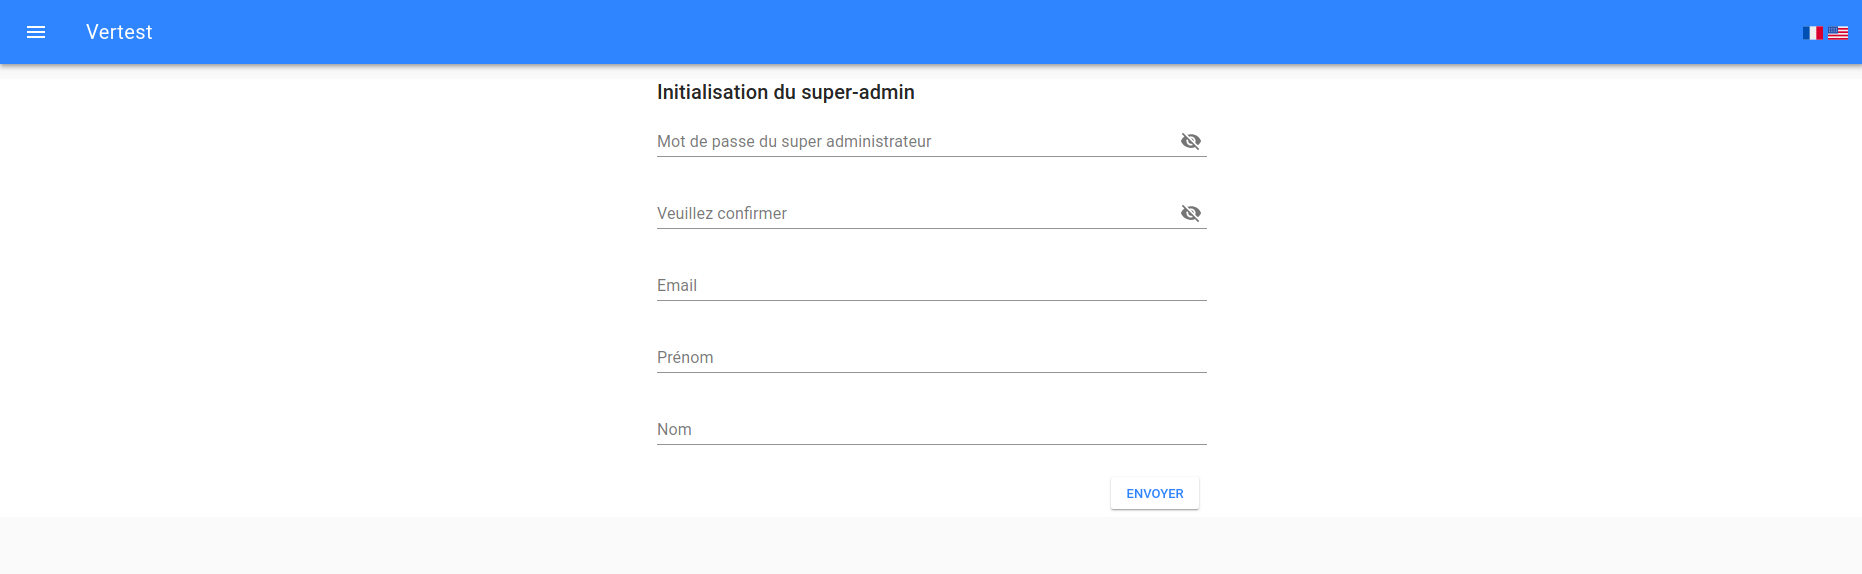 Vertest
Initialisation du super-admin
Mot de passe du super administrateur
Veuillez confirmer
Email
Prénom
Nom
ENVOYER